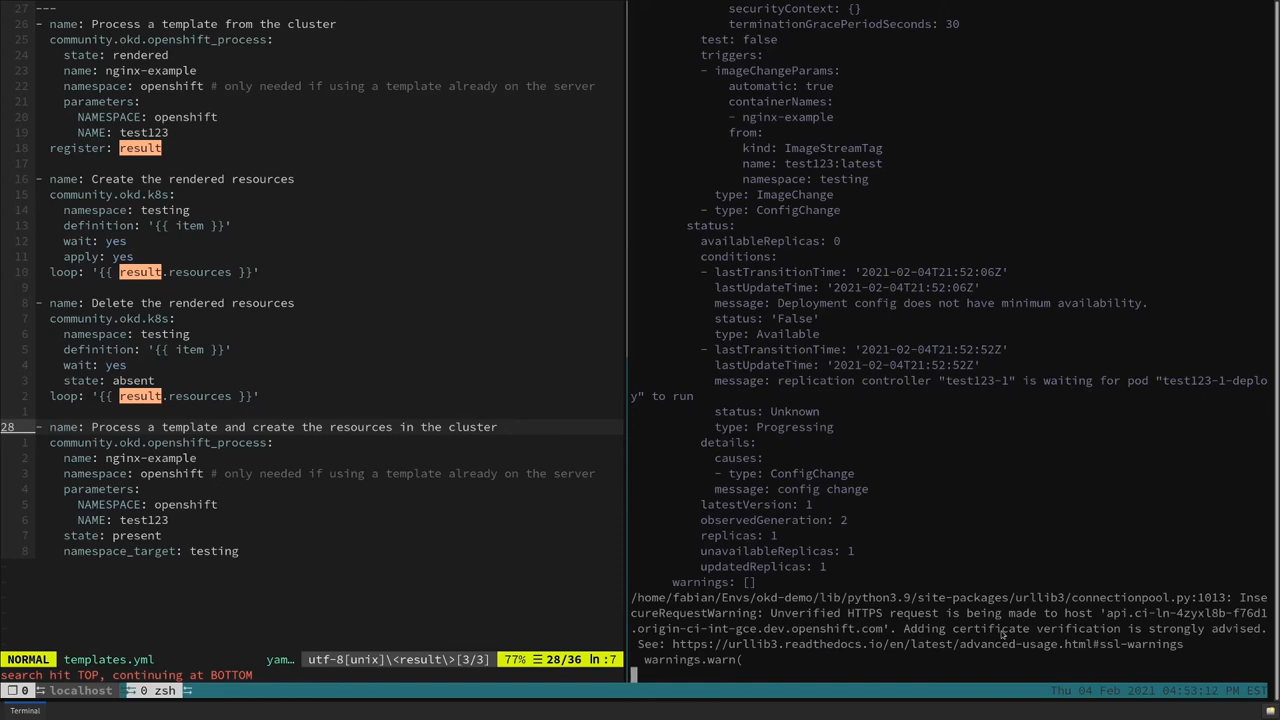 27 ---
26 - name: Process a template from the cluster
25   community.okd.openshift_process:
24     state: rendered
23     name: nginx-example
22     namespace: openshift # only needed if using a template already on the server
21     parameters:
20       NAMESPACE: openshift
19       NAME: test123
18   register: result
17
16 - name: Create the rendered resources
15   community.okd.k8s:
14     namespace: testing
13     definition: '{{ item }}'
12     wait: yes
11     apply: yes
10   loop: '{{ result.resources }}'
9
8 - name: Delete the rendered resources
7   community.okd.k8s:
6     namespace: testing
5     definition: '{{ item }}'
4     wait: yes
3     state: absent
2   loop: '{{ result.resources }}'
1
28 - name: Process a template and create the resources in the cluster
1   community.okd.openshift_process:
2     name: nginx-example
3     namespace: openshift # only needed if using a template already on the server
4     parameters:
5       NAMESPACE: openshift
6       NAME: test123
7     state: present
8     namespace_target: testing
~
~
~
~
~
~
NORMAL templates.yml yam… utf-8[unix] \<result\>[3/3] 77% ☰ 28/36 ln:7
search hit TOP, continuing at BOTTOM
securityContext: {}
terminationGracePeriodSeconds: 30
test: false
triggers:
- imageChangeParams:
automatic: true
containerNames:
- nginx-example
from:
kind: ImageStreamTag
name: test123:latest
namespace: testing
type: ImageChange
- type: ConfigChange
status:
availableReplicas: 0
conditions:
- lastTransitionTime: '2021-02-04T21:52:06Z'
lastUpdateTime: '2021-02-04T21:52:06Z'
message: Deployment config does not have minimum availability.
status: 'False'
type: Available
- lastTransitionTime: '2021-02-04T21:52:52Z'
lastUpdateTime: '2021-02-04T21:52:52Z'
message: replication controller "test123-1" is waiting for pod "test123-1-deplo
y" to run
status: Unknown
type: Progressing
details:
causes:
- type: ConfigChange
message: config change
latestVersion: 1
observedGeneration: 2
replicas: 1
unavailableReplicas: 1
updatedReplicas: 1
warnings: []
/home/fabian/Envs/okd-demo/lib/python3.9/site-packages/urllib3/connectionpool.py:1013: Inse
cureRequestWarning: Unverified HTTPS request is being made to host 'api.ci-ln-4zyxl8b-f76d1
.origin-ci-int-gce.dev.openshift.com'. Adding certificate verification is strongly advised.
See: https://urllib3.readthedocs.io/en/latest/advanced-usage.html#ssl-warnings
warnings.warn(
❐ 0 localhost 0 zsh Thu 04 Feb 2021 04:53:12 PM EST
Terminal